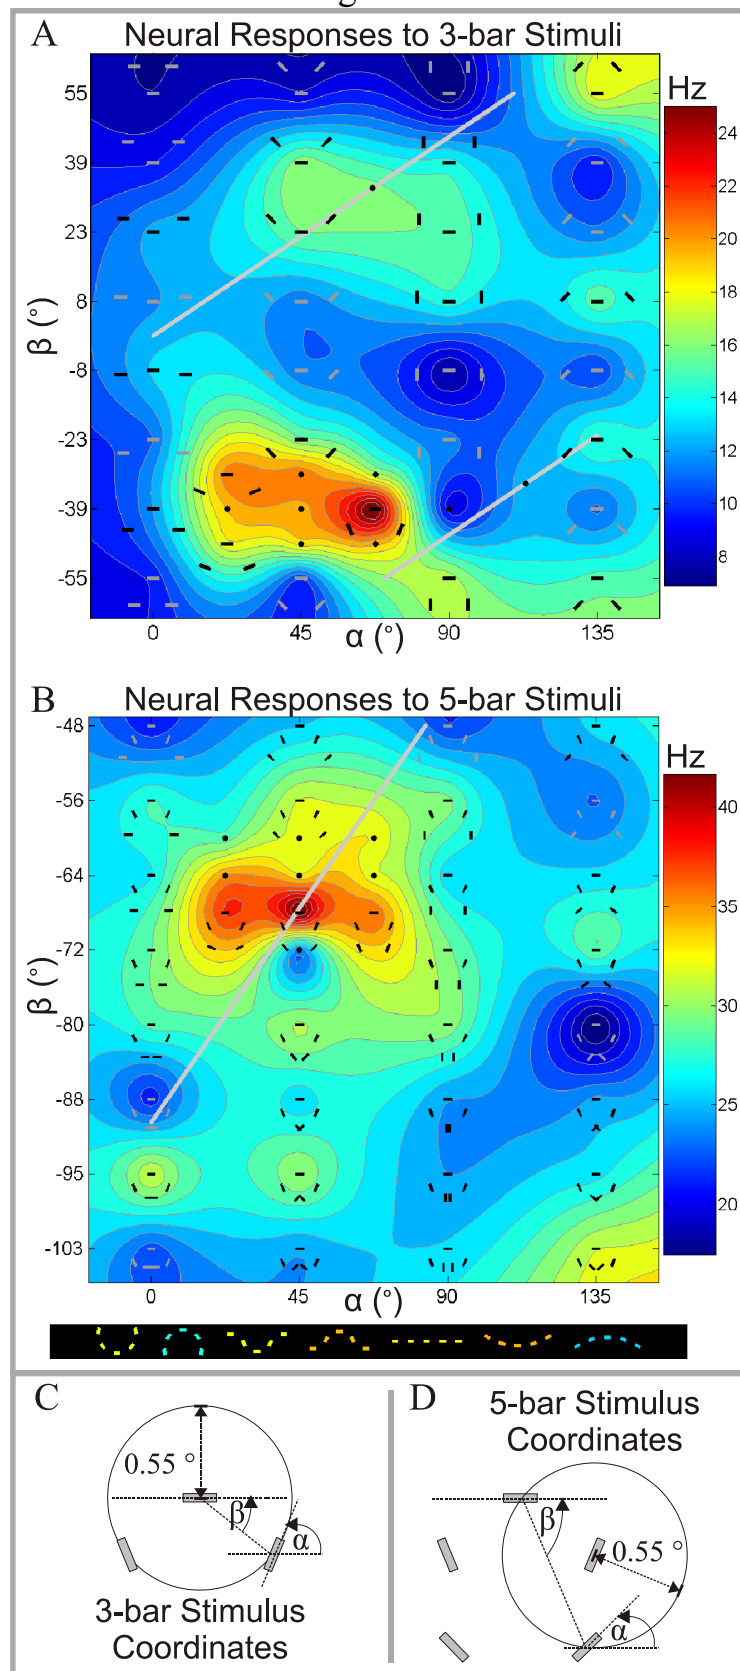 A Neural Responses to 3-bar Stimuli
Hz
55
39
23
8
-8
-23
-39
-55
β (°)
0 45 90 135
α (°)
24
22
20
18
16
14
12
10
8
B Neural Responses to 5-bar Stimuli
Hz
-48
-56
-64
-72
-80
-88
-95
-103
β (°)
0 45 90 135
α (°)
40
35
30
25
20
C
0.55 °
β
α
3-bar Stimulus
Coordinates
D
5-bar Stimulus
Coordinates
β
0.55 °
α